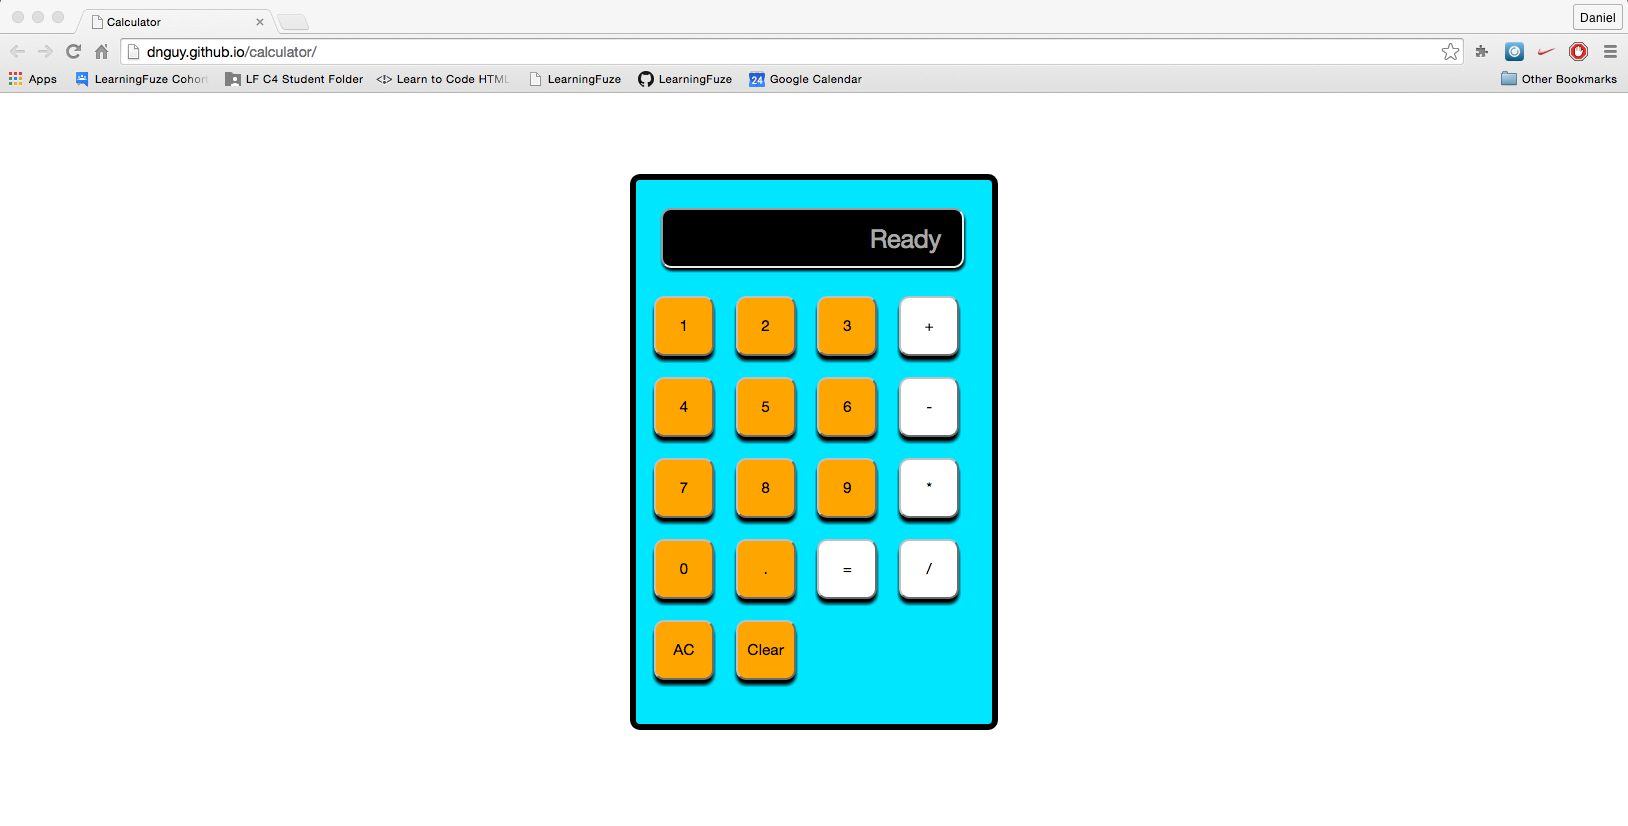 Calculator
Daniel
dnguy.github.io/calculator/
Apps LearningFuze Cohor LF C4 Student Folder Learn to Code HTML LearningFuze LearningFuze 24 Google Calendar Other Bookmarks
Ready
1 2 3 +
4 5 6 -
7 8 9 *
0 . = /
AC Clear